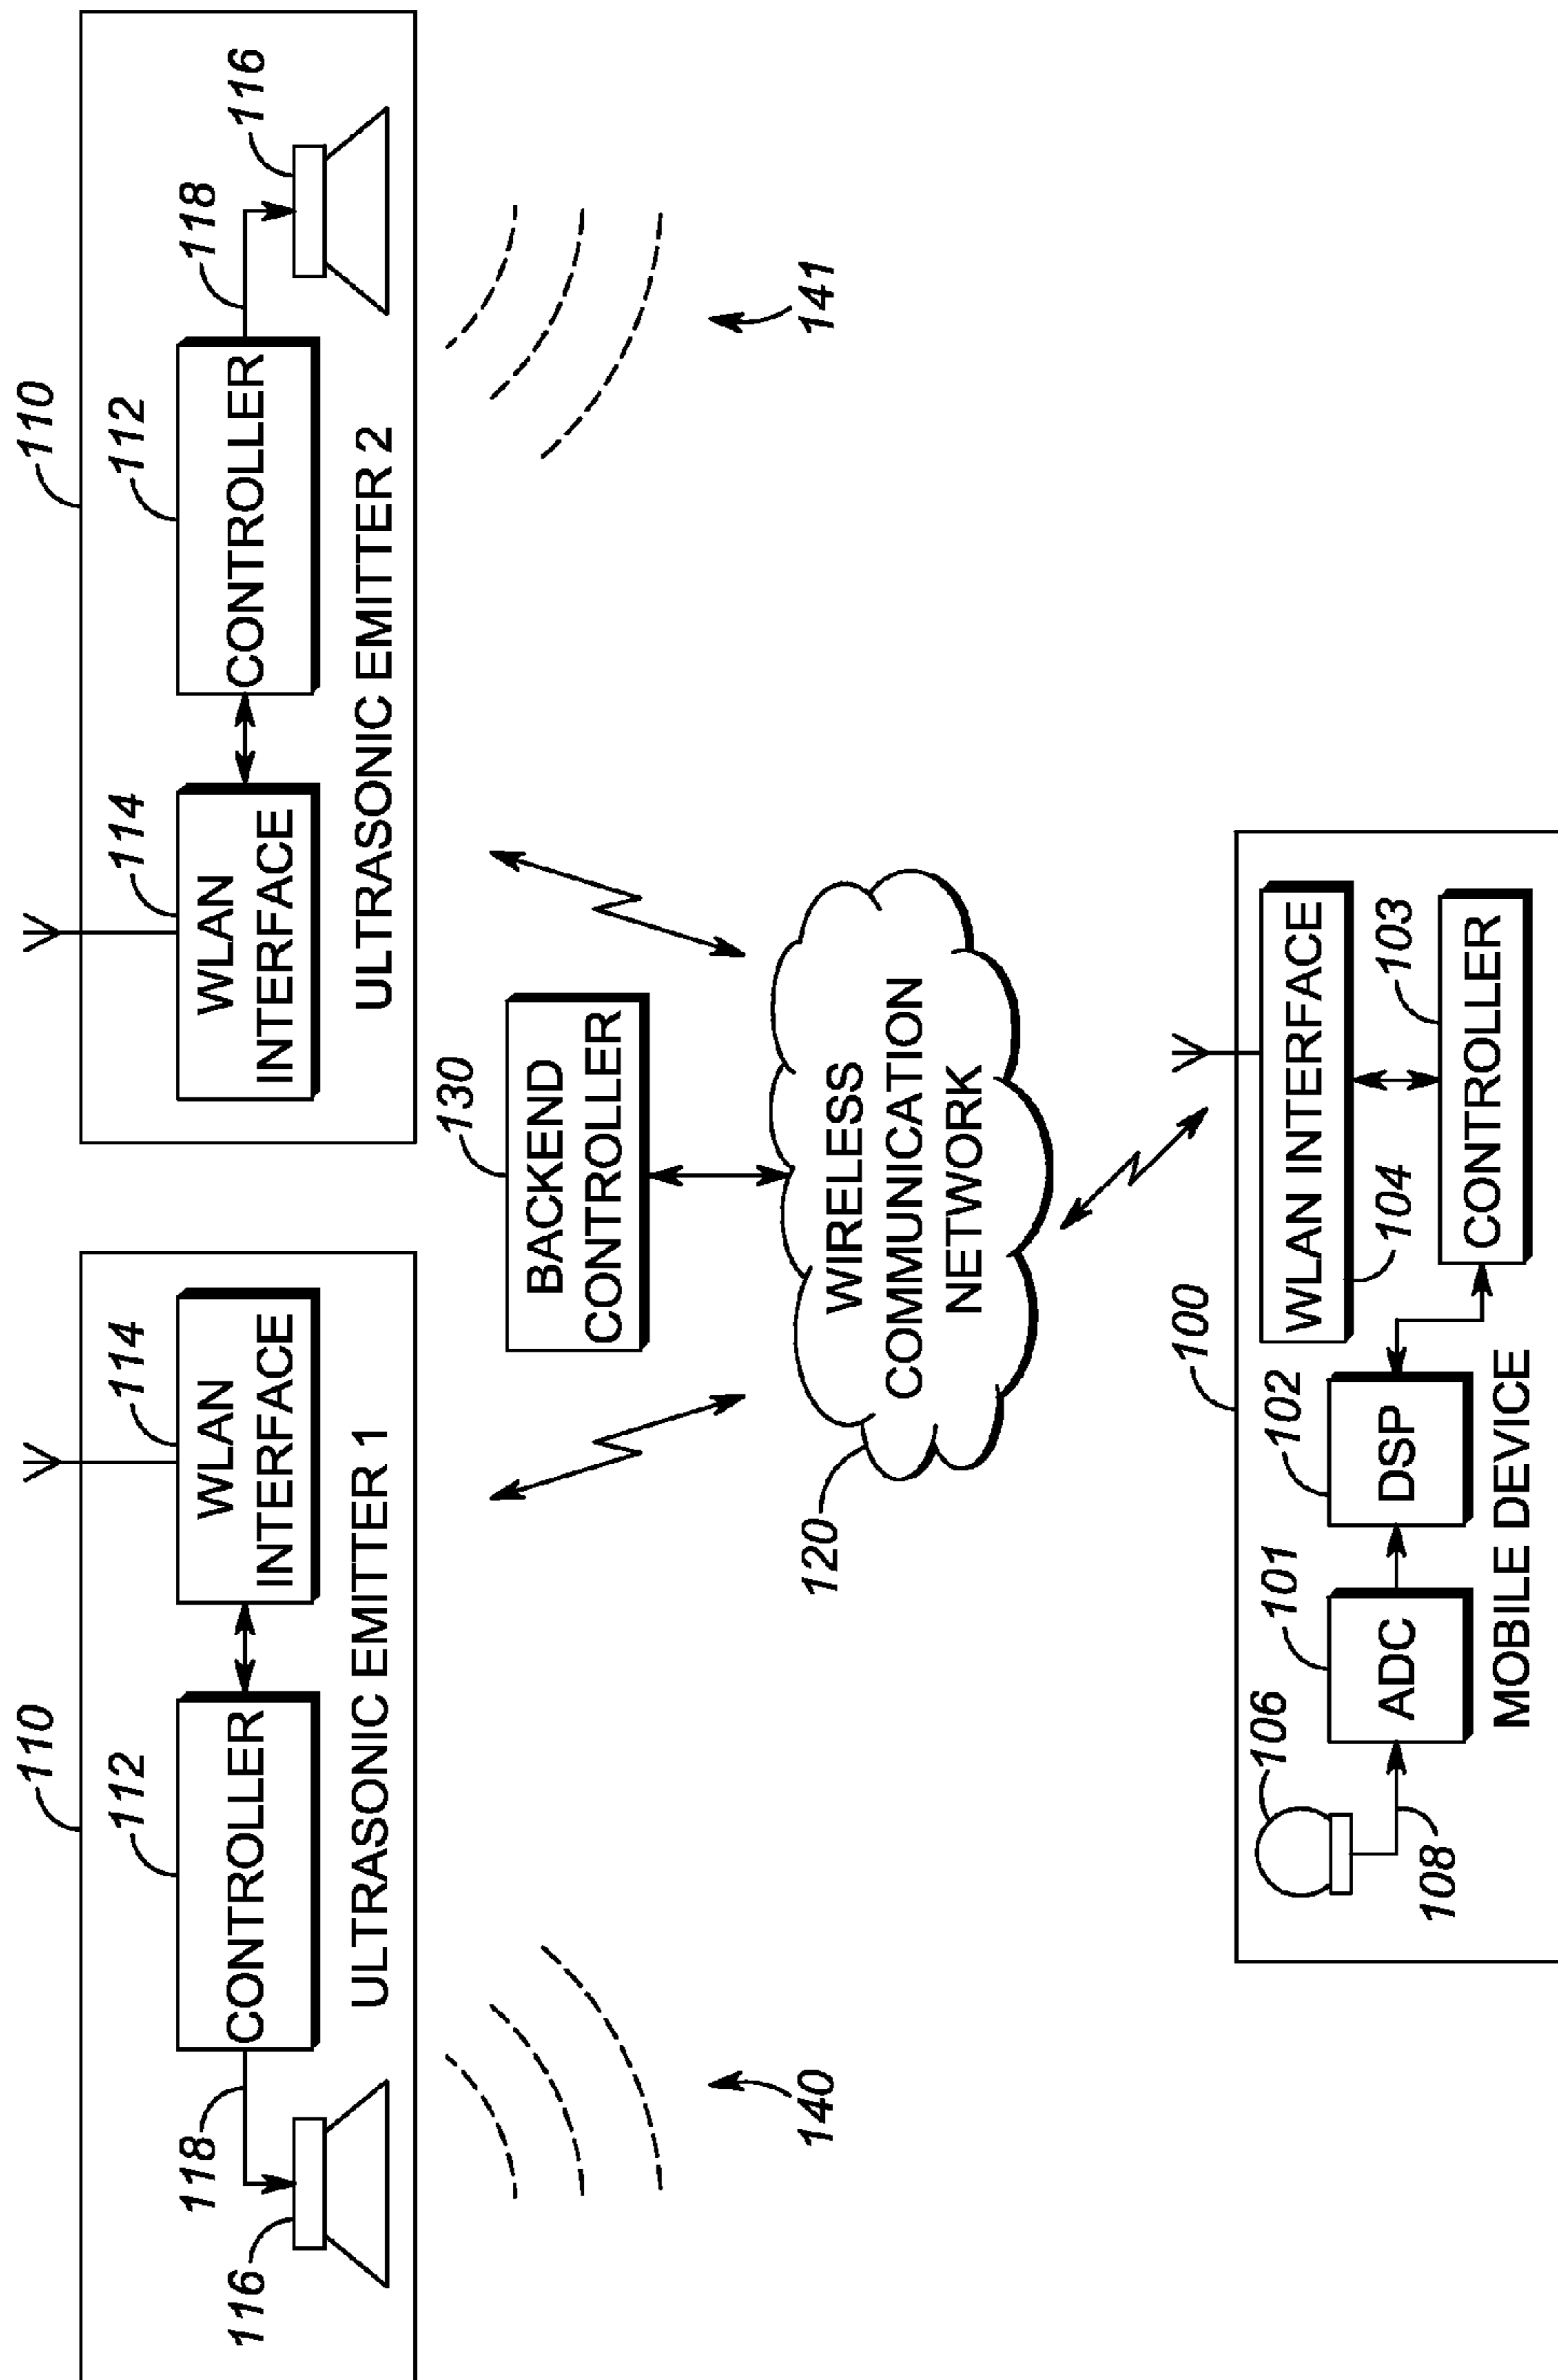 110
110
112
114
114
112
118
116
118
116
CONTROLLER
WLAN
INTERFACE
WLAN
INTERFACE
CONTROLLER
ULTRASONIC EMITTER 1
ULTRASONIC EMITTER 2
130
BACKEND
CONTROLLER
140
120
141
WIRELESS
COMMUNICATION
NETWORK
100
106
101
102
WLAN INTERFACE
ADC
DSP
104
103
108
CONTROLLER
MOBILE DEVICE